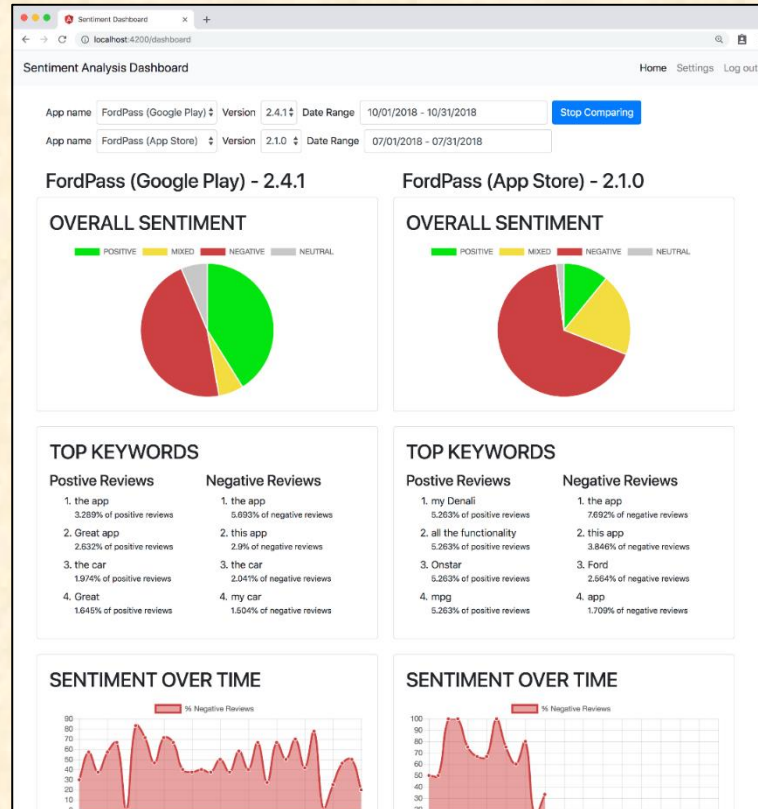 Sentiment Dashboard
localhost:4200/dashboard
Sentiment Analysis Dashboard Home Settings Log out
App name FordPass (Google Play) Version 2.4.1 Date Range 10/01/2018 - 10/31/2018 Stop Comparing
App name FordPass (App Store) Version 2.1.0 Date Range 07/01/2018 - 07/31/2018
FordPass (Google Play) - 2.4.1
OVERALL SENTIMENT
POSITIVE MIXED NEGATIVE NEUTRAL
TOP KEYWORDS
Postive Reviews
1. the app
3.289% of positive reviews
2. Great app
2.632% of positive reviews
3. the car
1.974% of positive reviews
4. Great
1.645% of positive reviews
Negative Reviews
1. the app
5.693% of negative reviews
2. this app
2.9% of negative reviews
3. the car
2.041% of negative reviews
4. my car
1.504% of negative reviews
SENTIMENT OVER TIME
% Negative Reviews
90
80
70
60
50
40
30
20
10
0
FordPass (App Store) - 2.1.0
OVERALL SENTIMENT
POSITIVE MIXED NEGATIVE NEUTRAL
TOP KEYWORDS
Postive Reviews
1. my Denali
5.263% of positive reviews
2. all the functionality
5.263% of positive reviews
3. Onstar
5.263% of positive reviews
4. mpg
5.263% of positive reviews
Negative Reviews
1. the app
7.692% of negative reviews
2. this app
3.846% of negative reviews
3. Ford
2.564% of negative reviews
4. app
1.709% of negative reviews
SENTIMENT OVER TIME
% Negative Reviews
100
90
80
70
60
50
40
30
20